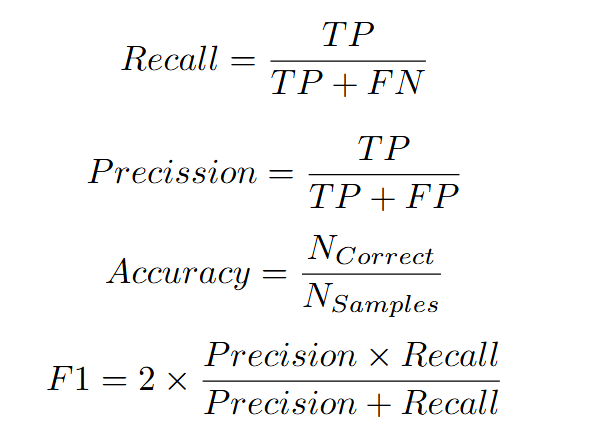 Recall = TP / (TP + FN)
Precission = TP / (TP + FP)
Accuracy = N_Correct / N_Samples
F1 = 2 × (Precision × Recall) / (Precision + Recall)